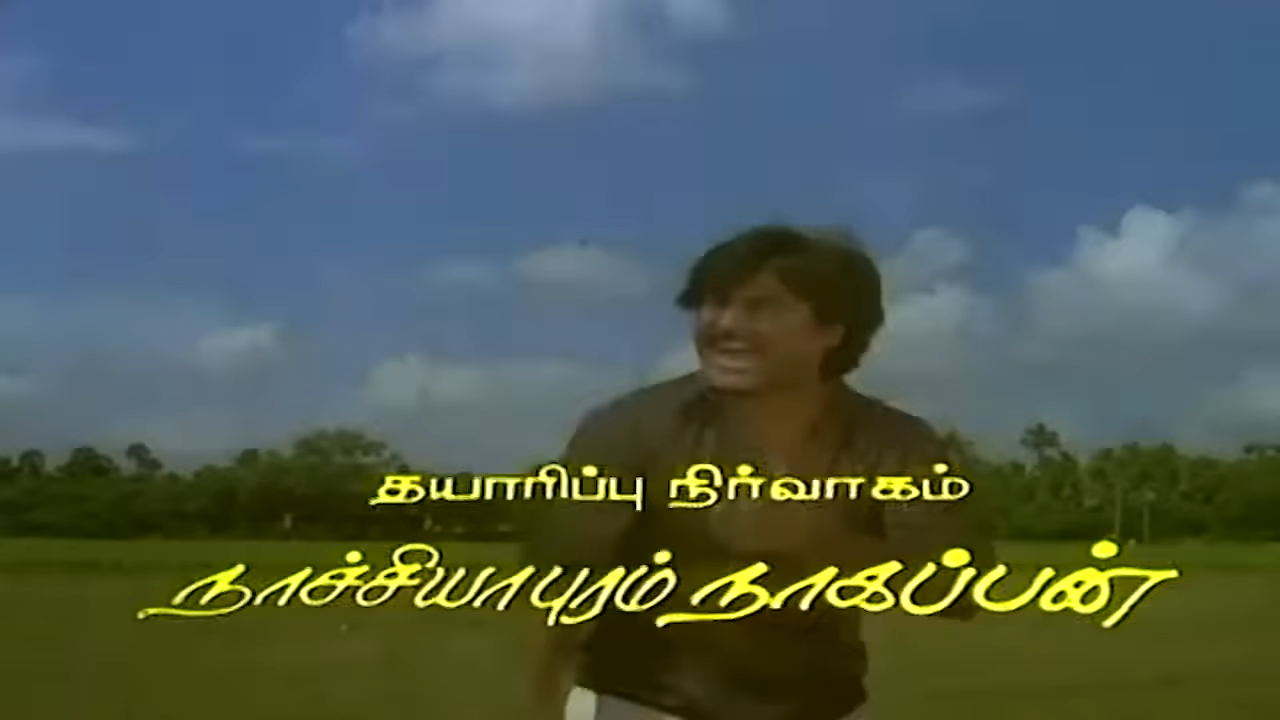 தயாரிப்பு நிர்வாகம்
நாச்சியாபுரம் நாகப்பன்